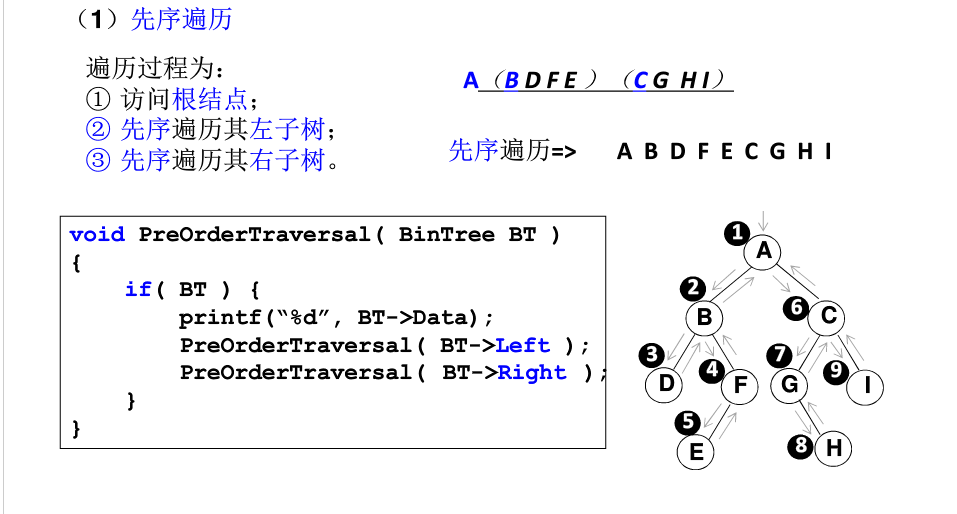 （1）先序遍历
遍历过程为：
① 访问根结点；
② 先序遍历其左子树；
③ 先序遍历其右子树。
A（B D F E ）（C G H I）
先序遍历=> A B D F E C G H I
void PreOrderTraversal( BinTree BT )
{
if( BT ) {
printf(“%d”, BT->Data);
PreOrderTraversal( BT->Left );
PreOrderTraversal( BT->Right );
}
}
1 A
2 B
6 C
3 D
4 F
7 G
9 I
5 E
8 H